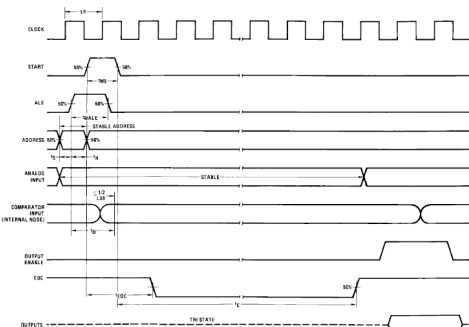 1/f
CLOCK
START
50%
50%
tWS
ALE
50%
50%
tWALE
STABLE ADDRESS
ADDRESS
50%
50%
tS
tH
ANALOG
INPUT
STABLE
COMPARATOR
INPUT
(INTERNAL NODE)
≤ 1/2
LSB
tD
OUTPUT
ENABLE
EOC
50%
tEOC
tC
OUTPUTS
TRI STATE